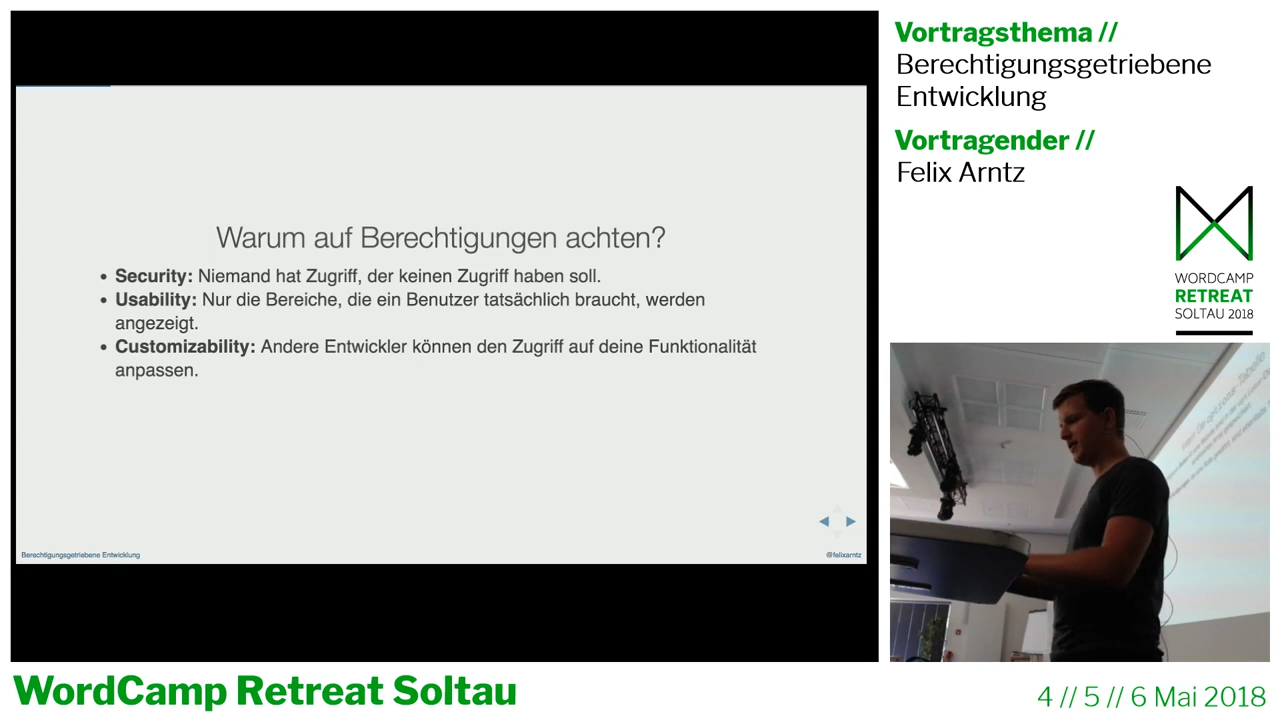 Vortragsthema //
Berechtigungsgetriebene
Entwicklung
Vortragender //
Felix Arntz
WORDCAMP
RETREAT
SOLTAU 2018
Warum auf Berechtigungen achten?
• Security: Niemand hat Zugriff, der keinen Zugriff haben soll.
• Usability: Nur die Bereiche, die ein Benutzer tatsächlich braucht, werden
angezeigt.
• Customizability: Andere Entwickler können den Zugriff auf deine Funktionalität
anpassen.
Berechtigungsgetriebene Entwicklung
@felixarntz
WordCamp Retreat Soltau
4 // 5 // 6 Mai 2018